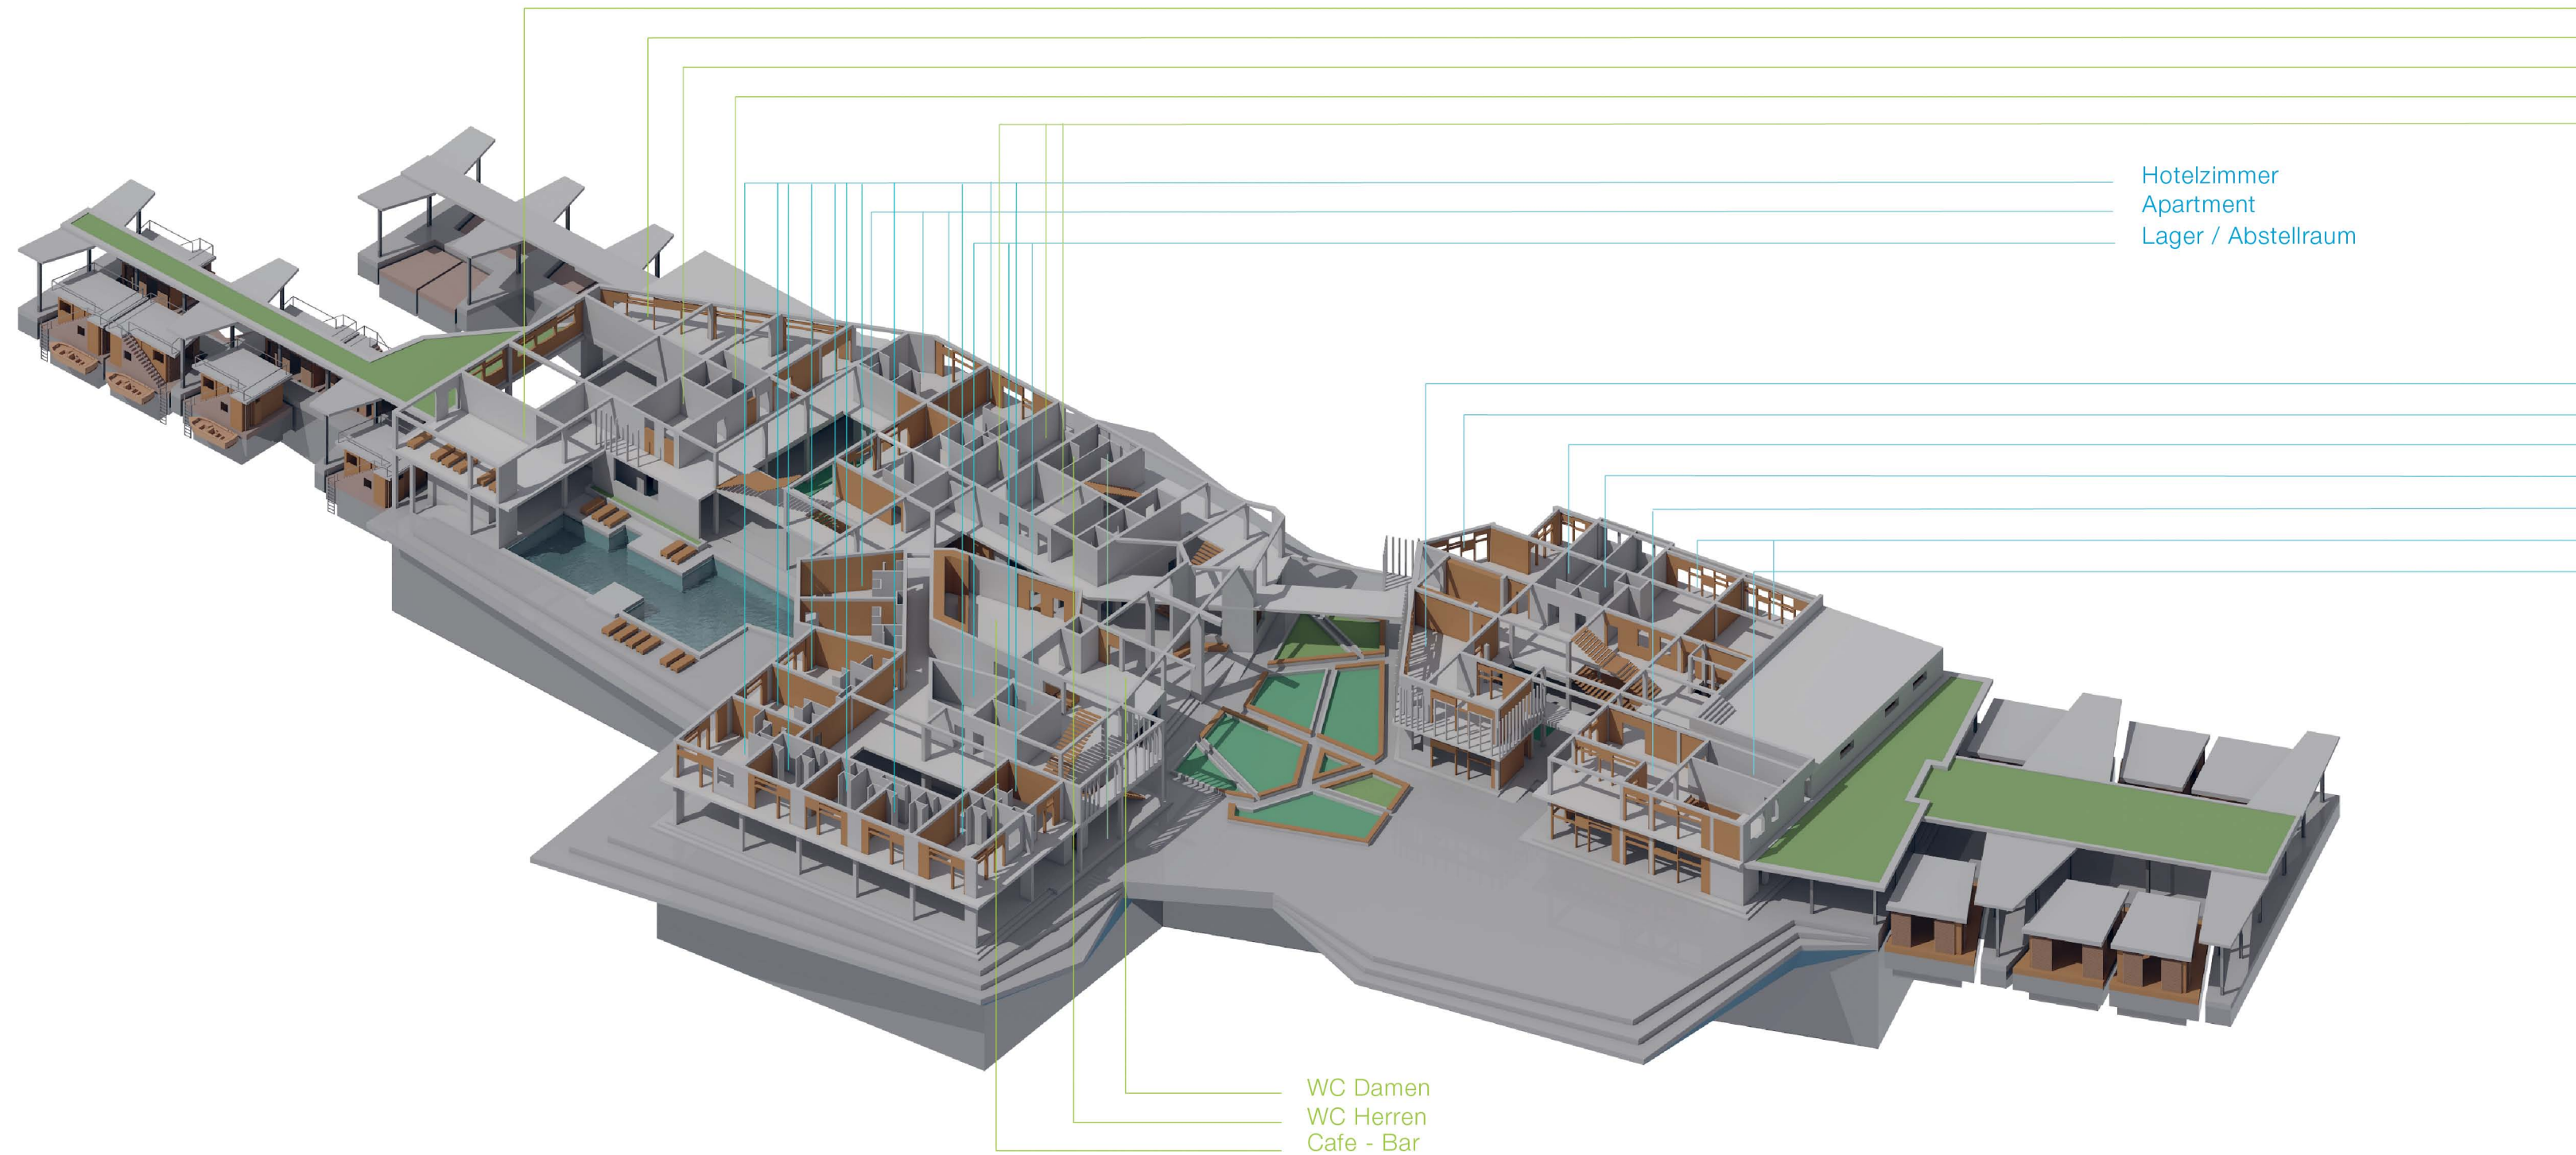 Hotelzimmer
Apartment
Lager / Abstellraum
WC Damen
WC Herren
Cafe - Bar